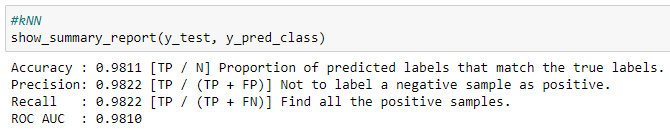 #kNN
show_summary_report(y_test, y_pred_class)
Accuracy : 0.9811 [TP / N] Proportion of predicted labels that match the true labels.
Precision: 0.9822 [TP / (TP + FP)] Not to label a negative sample as positive.
Recall   : 0.9822 [TP / (TP + FN)] Find all the positive samples.
ROC AUC  : 0.9810